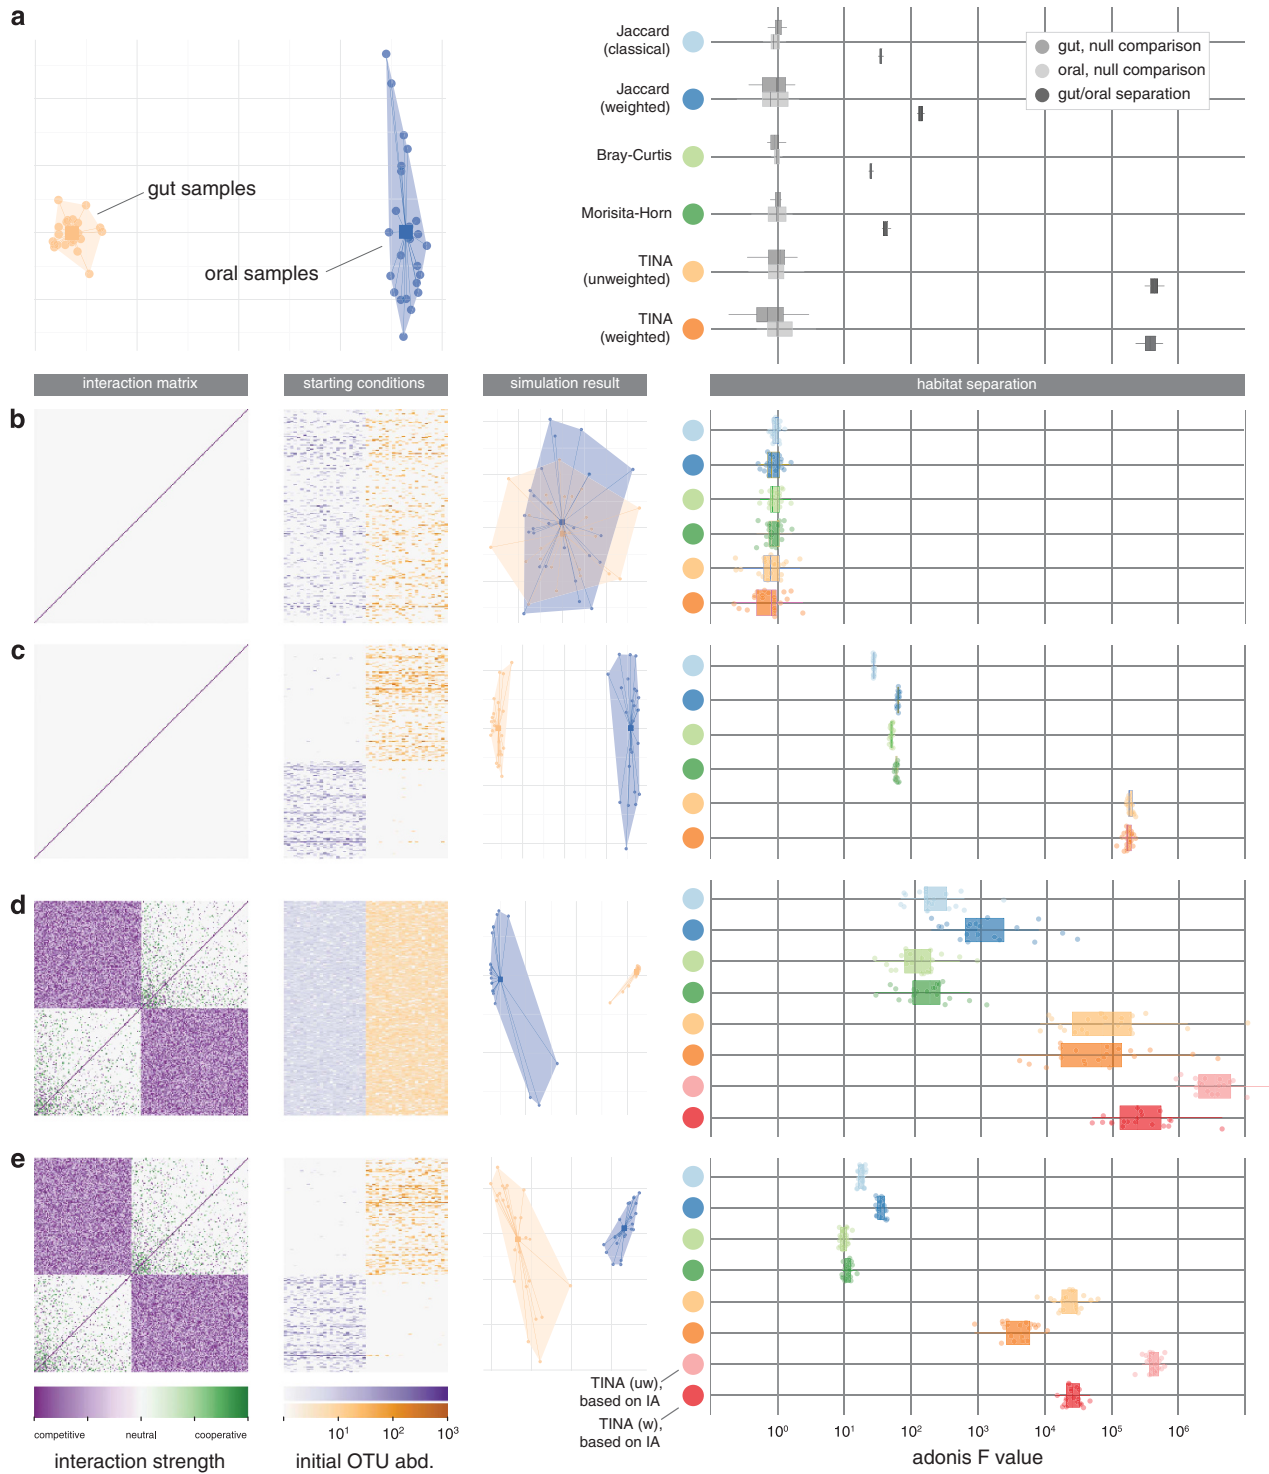 a
gut samples
oral samples
Jaccard
(classical)
Jaccard
(weighted)
Bray-Curtis
Morisita-Horn
TINA
(unweighted)
TINA
(weighted)
gut, null comparison
oral, null comparison
gut/oral separation
interaction matrix
starting conditions
simulation result
habitat separation
b
c
d
e
TINA (uw),
based on IA
TINA (w),
based on IA
competitive neutral cooperative
interaction strength
10¹ 10² 10³
initial OTU abd.
10⁰ 10¹ 10² 10³ 10⁴ 10⁵ 10⁶
adonis F value